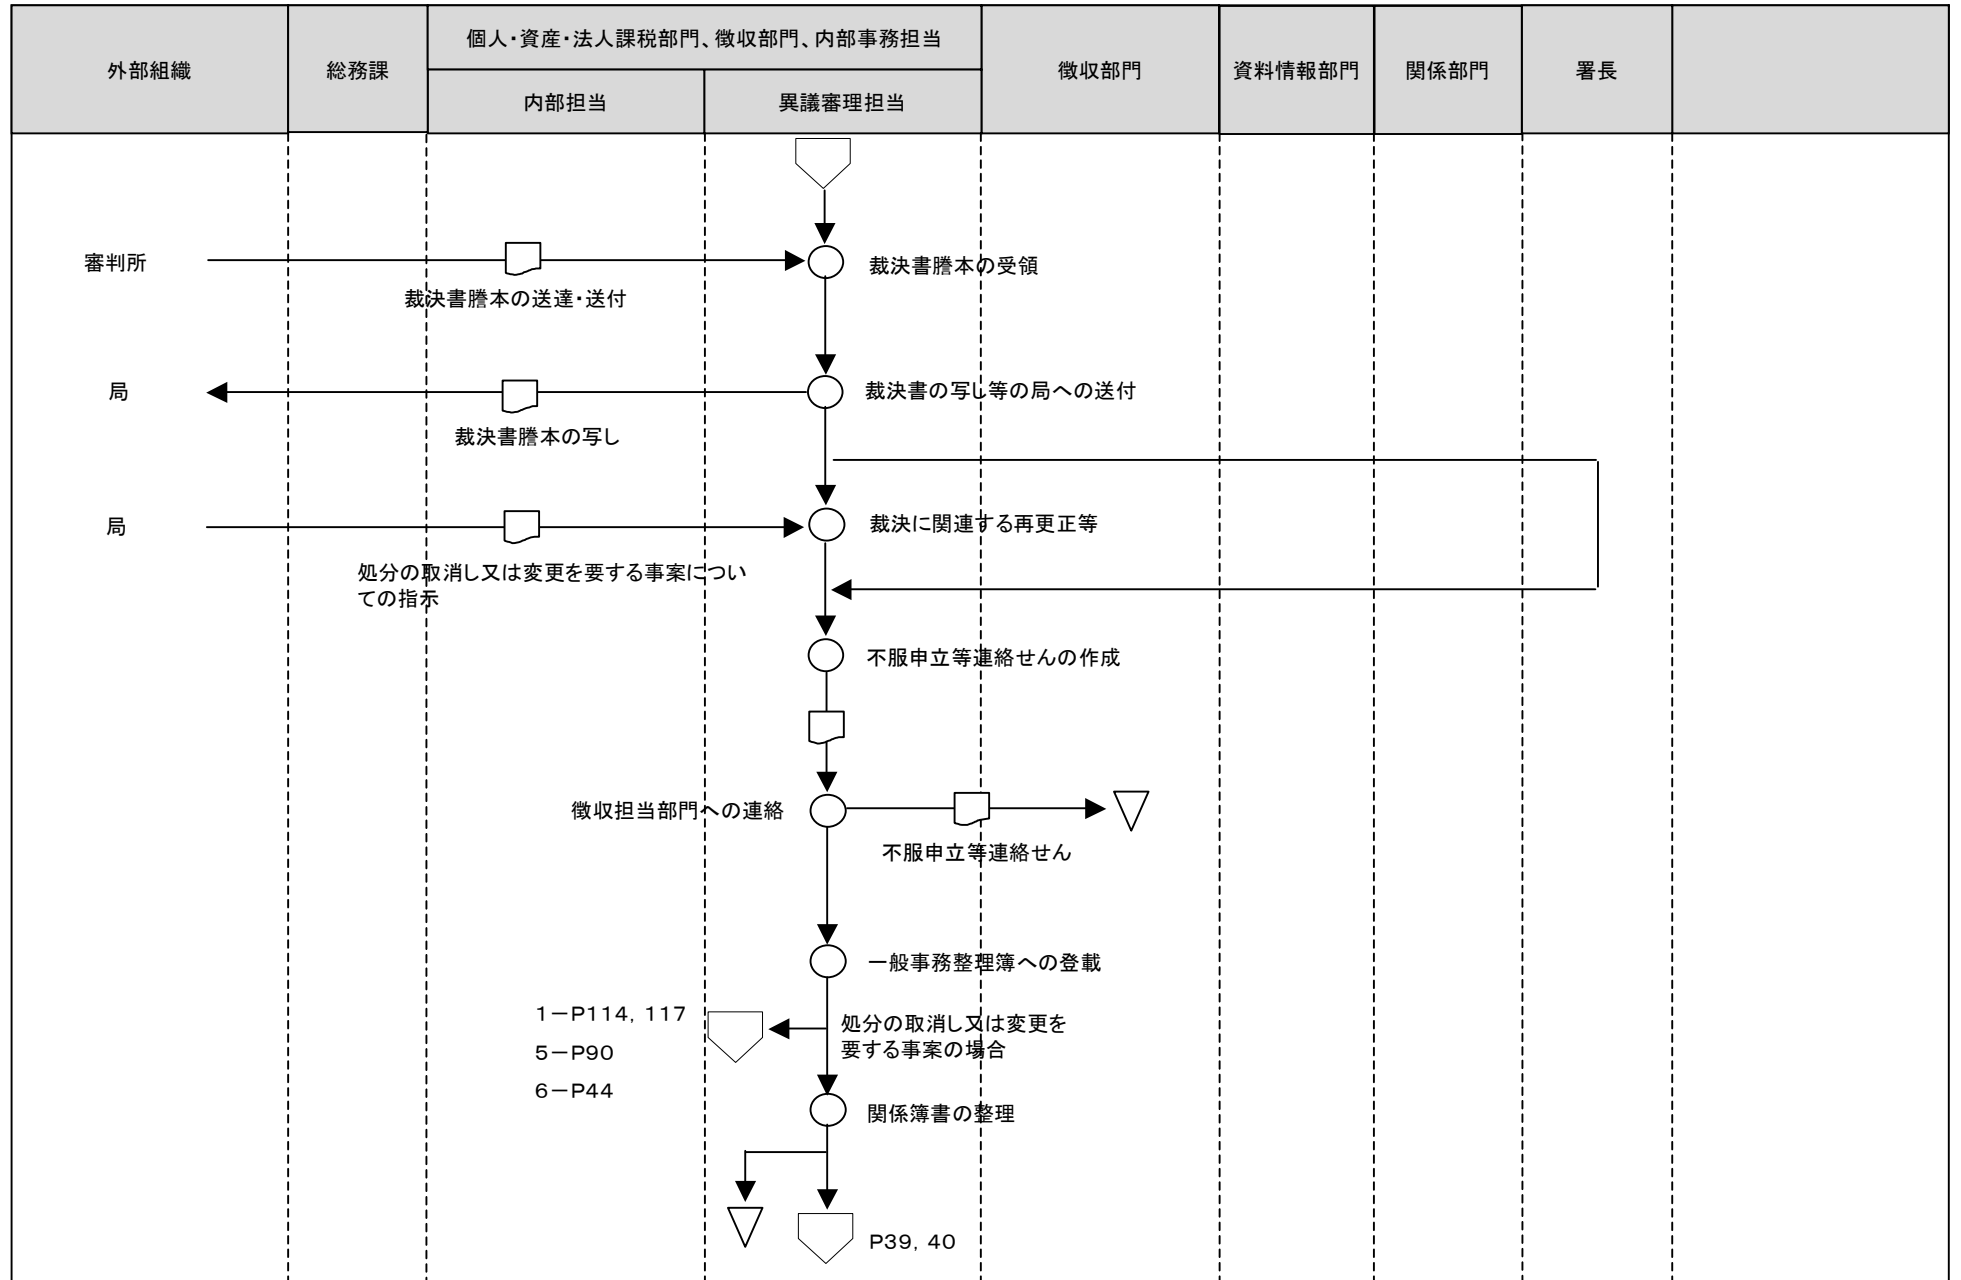 外部組織
総務課
個人・資産・法人課税部門、徴収部門、内部事務担当
内部担当
異議審理担当
徴収部門
資料情報部門
関係部門
署長
審判所
裁決書謄本の受領
裁決書謄本の送達・送付
局
裁決書の写し等の局への送付
裁決書謄本の写し
局
裁決に関連する再更正等
処分の取消し又は変更を要する事案につい
ての指示
不服申立等連絡せんの作成
徴収担当部門への連絡
不服申立等連絡せん
一般事務整理簿への登載
1－P114，117
5－P90
6－P44
処分の取消し又は変更を
要する事案の場合
関係簿書の整理
P39，40